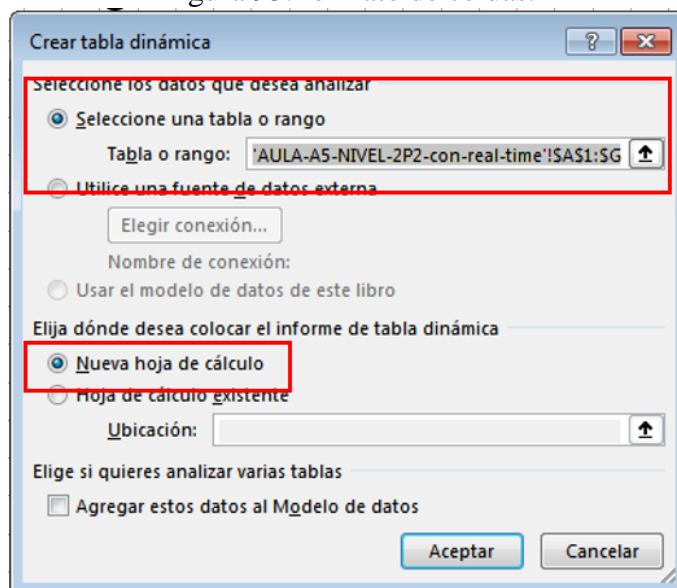 Crear tabla dinámica
Seleccione los datos que desea analizar
Seleccione una tabla o rango
Tabla o rango: 'AULA-A5-NIVEL-2P2-con-real-time'!$A$1:$G
Utilice una fuente de datos externa
Elegir conexión...
Nombre de conexión:
Usar el modelo de datos de este libro
Elija dónde desea colocar el informe de tabla dinámica
Nueva hoja de cálculo
Hoja de cálculo existente
Ubicación:
Elige si quieres analizar varias tablas
Agregar estos datos al Modelo de datos
Aceptar Cancelar